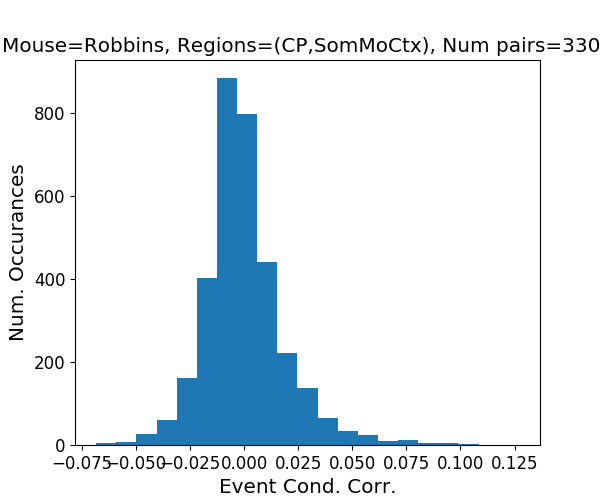 Mouse=Robbins, Regions=(CP,SomMoCtx), Num pairs=330
800
600
400
200
0
Num. Occurances
−0.075 −0.050 −0.025 0.000 0.025 0.050 0.075 0.100 0.125
Event Cond. Corr.